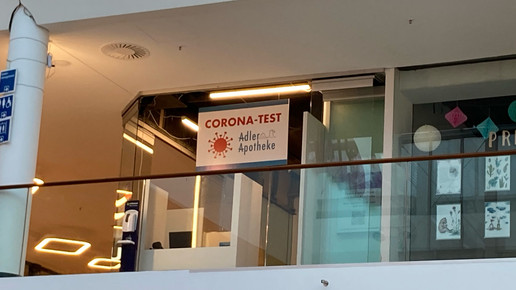 CORONA-TEST
Adler
Apotheke
PR